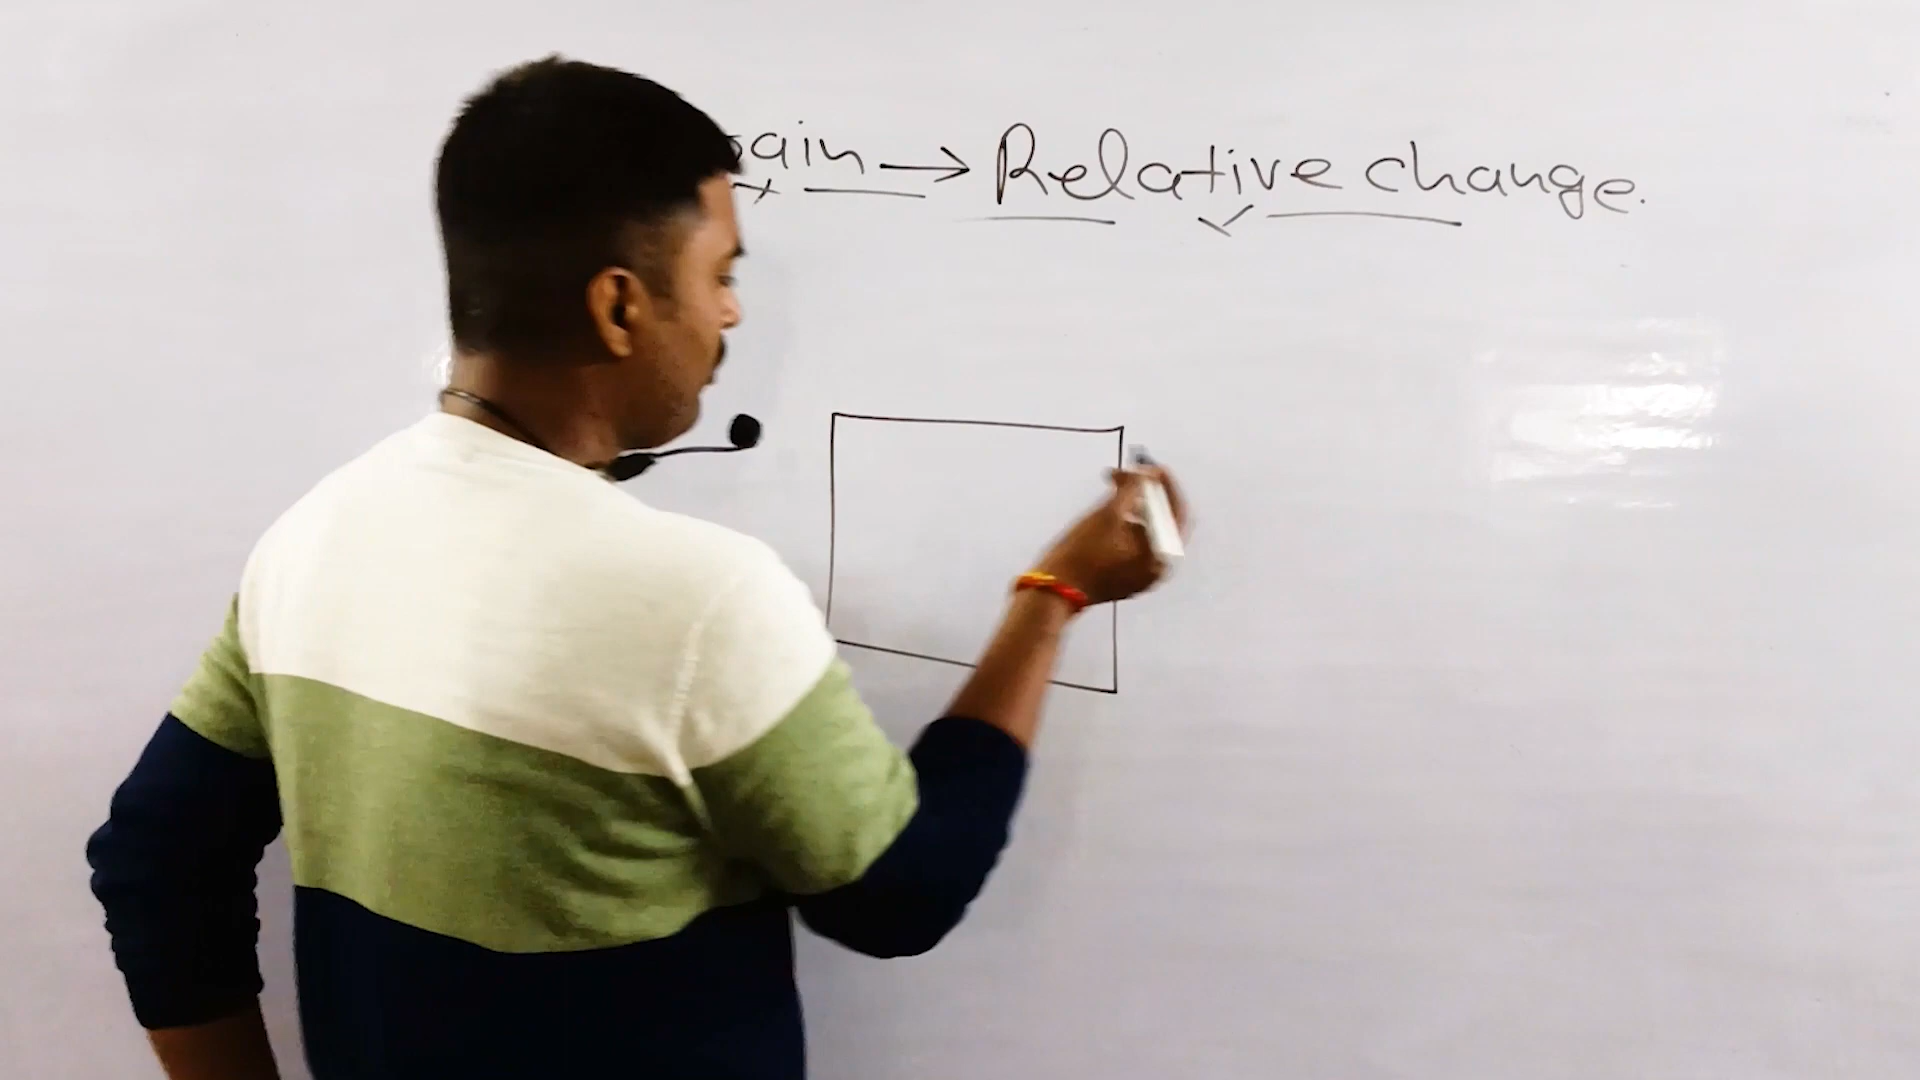 → Relative change.